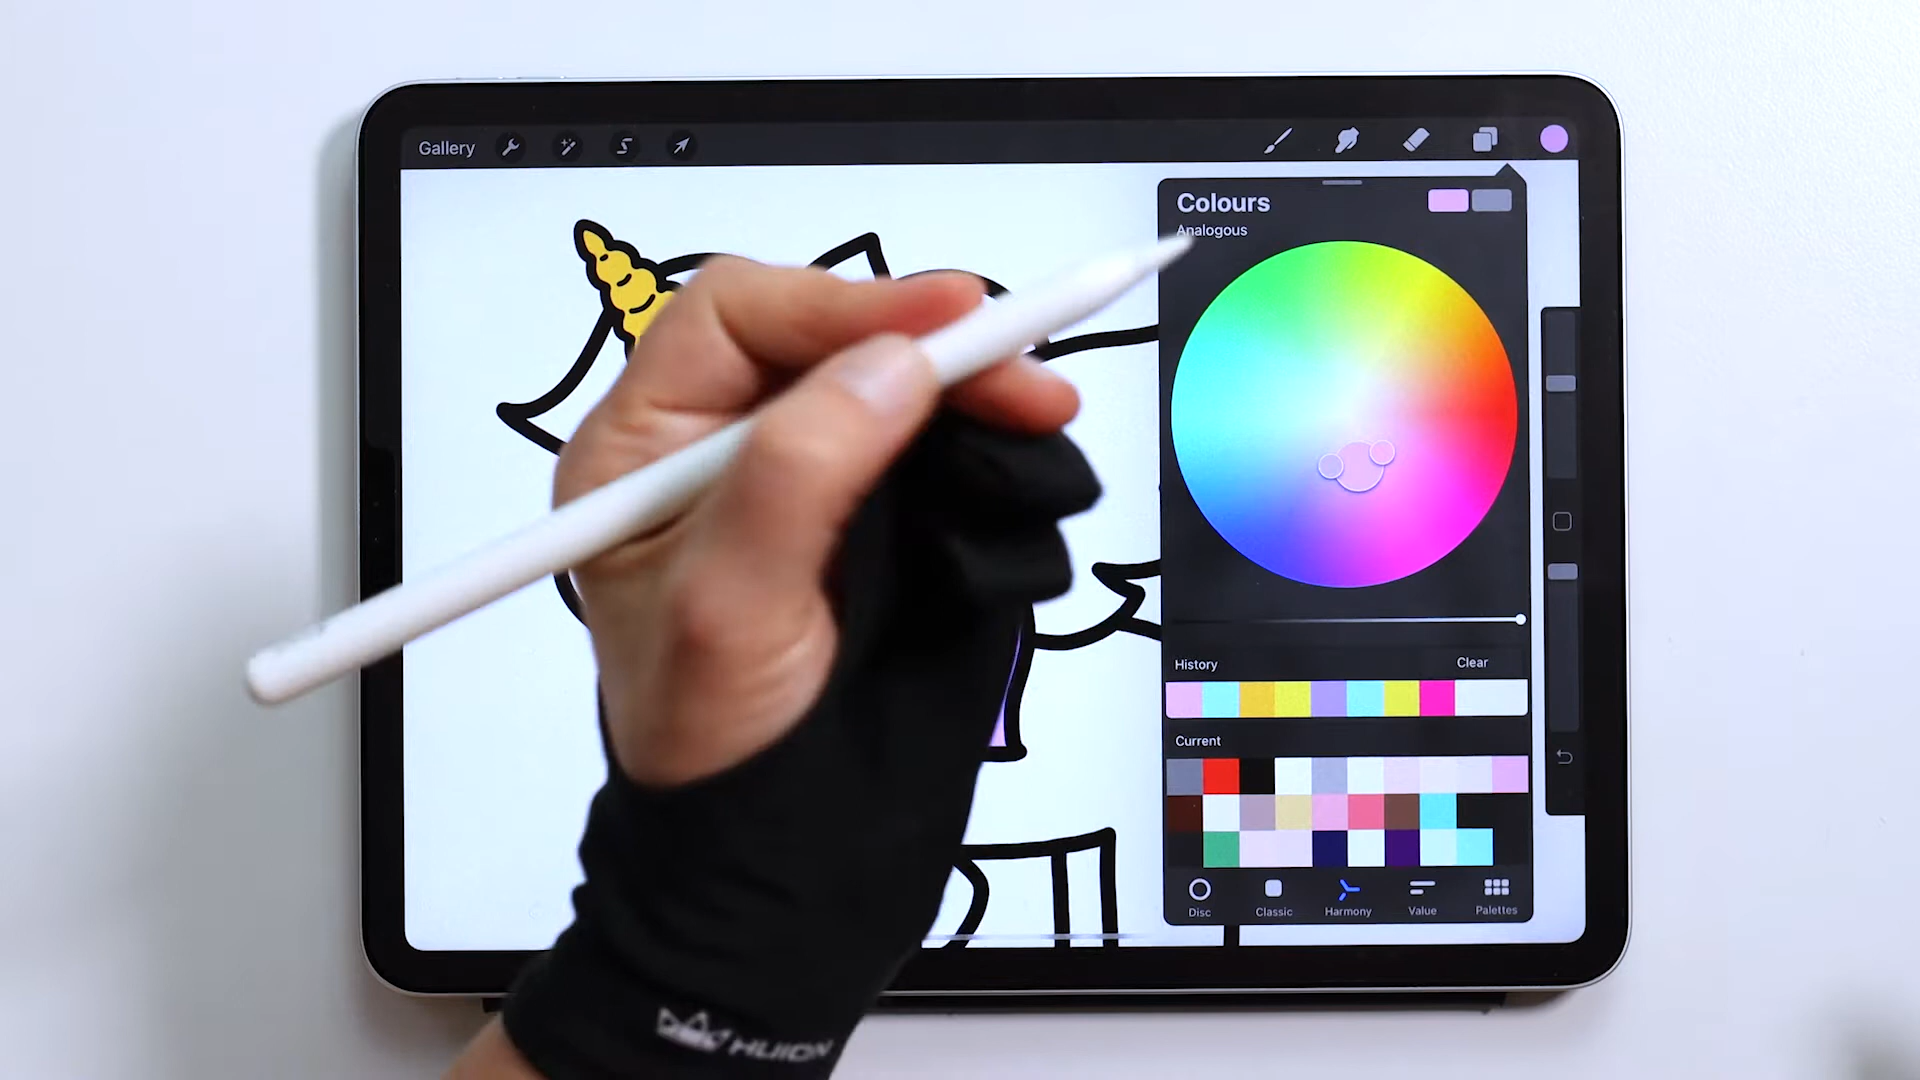 Gallery
Colours
Analogous
History
Clear
Current
Disc
Classic
Harmony
Value
Palettes
HUION